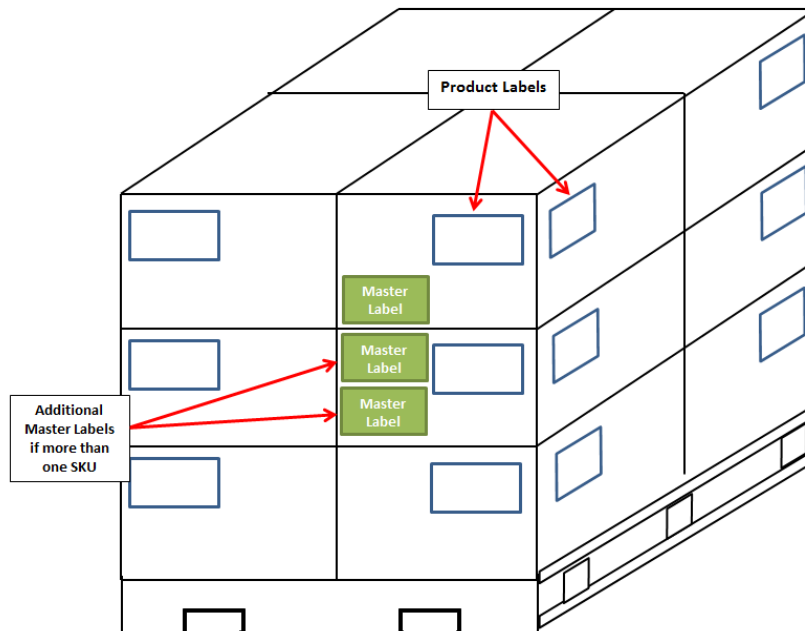 Product Labels
Master
Label
Master
Label
Master
Label
Additional
Master Labels
if more than
one SKU